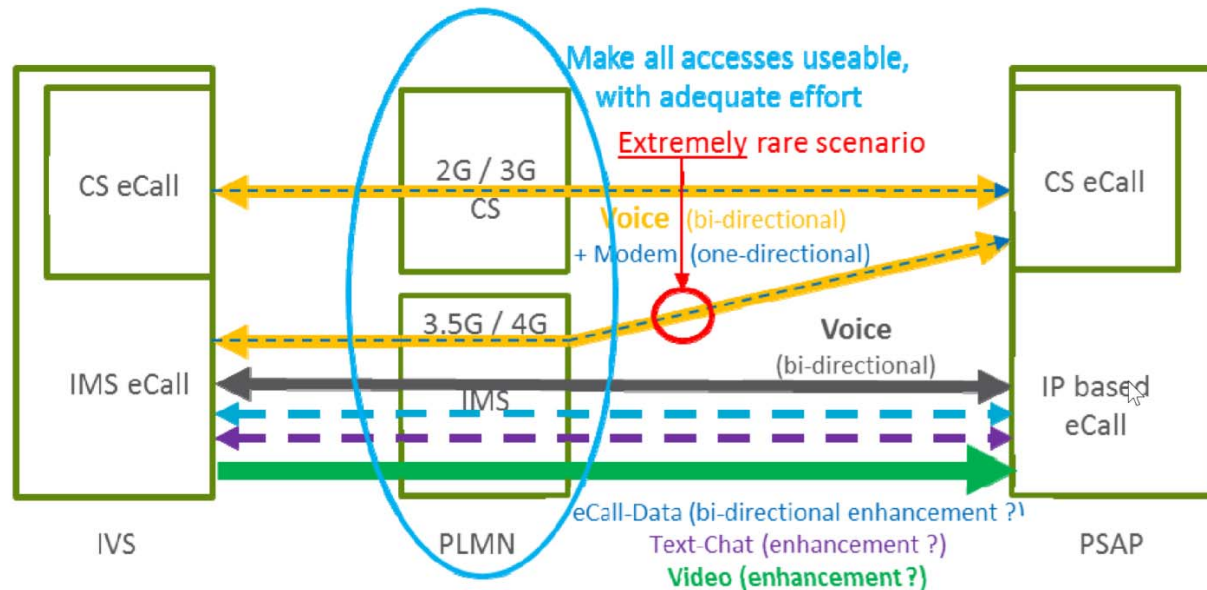 Make all accesses useable,
with adequate effort
Extremely rare scenario
CS eCall
2G / 3G
CS
CS eCall
Voice (bi-directional)
+ Modem (one-directional)
3.5G / 4G
Voice
(bi-directional)
IMS eCall
IMS
IP based
eCall
eCall-Data (bi-directional enhancement ?)
IVS
PLMN
Text-Chat (enhancement ?)
PSAP
Video (enhancement ?)